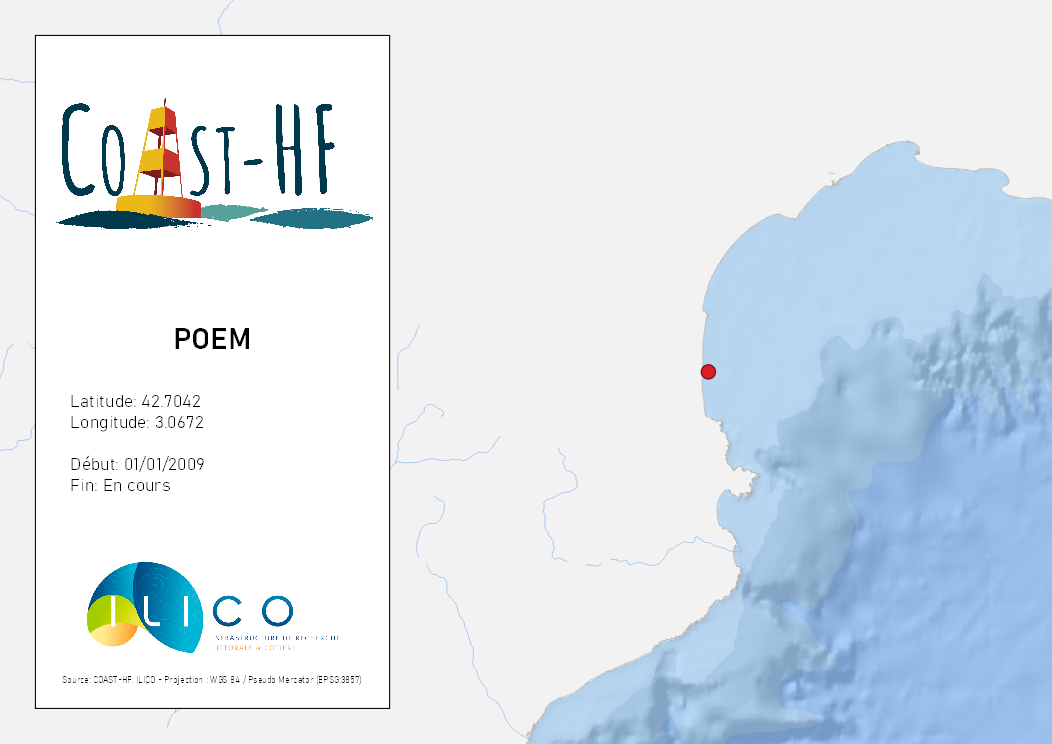 COAST-HF
POEM
Latitude: 42.7042
Longitude: 3.0672
Début: 01/01/2009
Fin: En cours
ILICO
INFRASTRUCTURE DE RECHERCHE
LITTORALE & CÔTIÈRE
Source: COAST-HF, ILICO - Projection : WGS 84 / Pseudo Mercator (EPSG:3857)